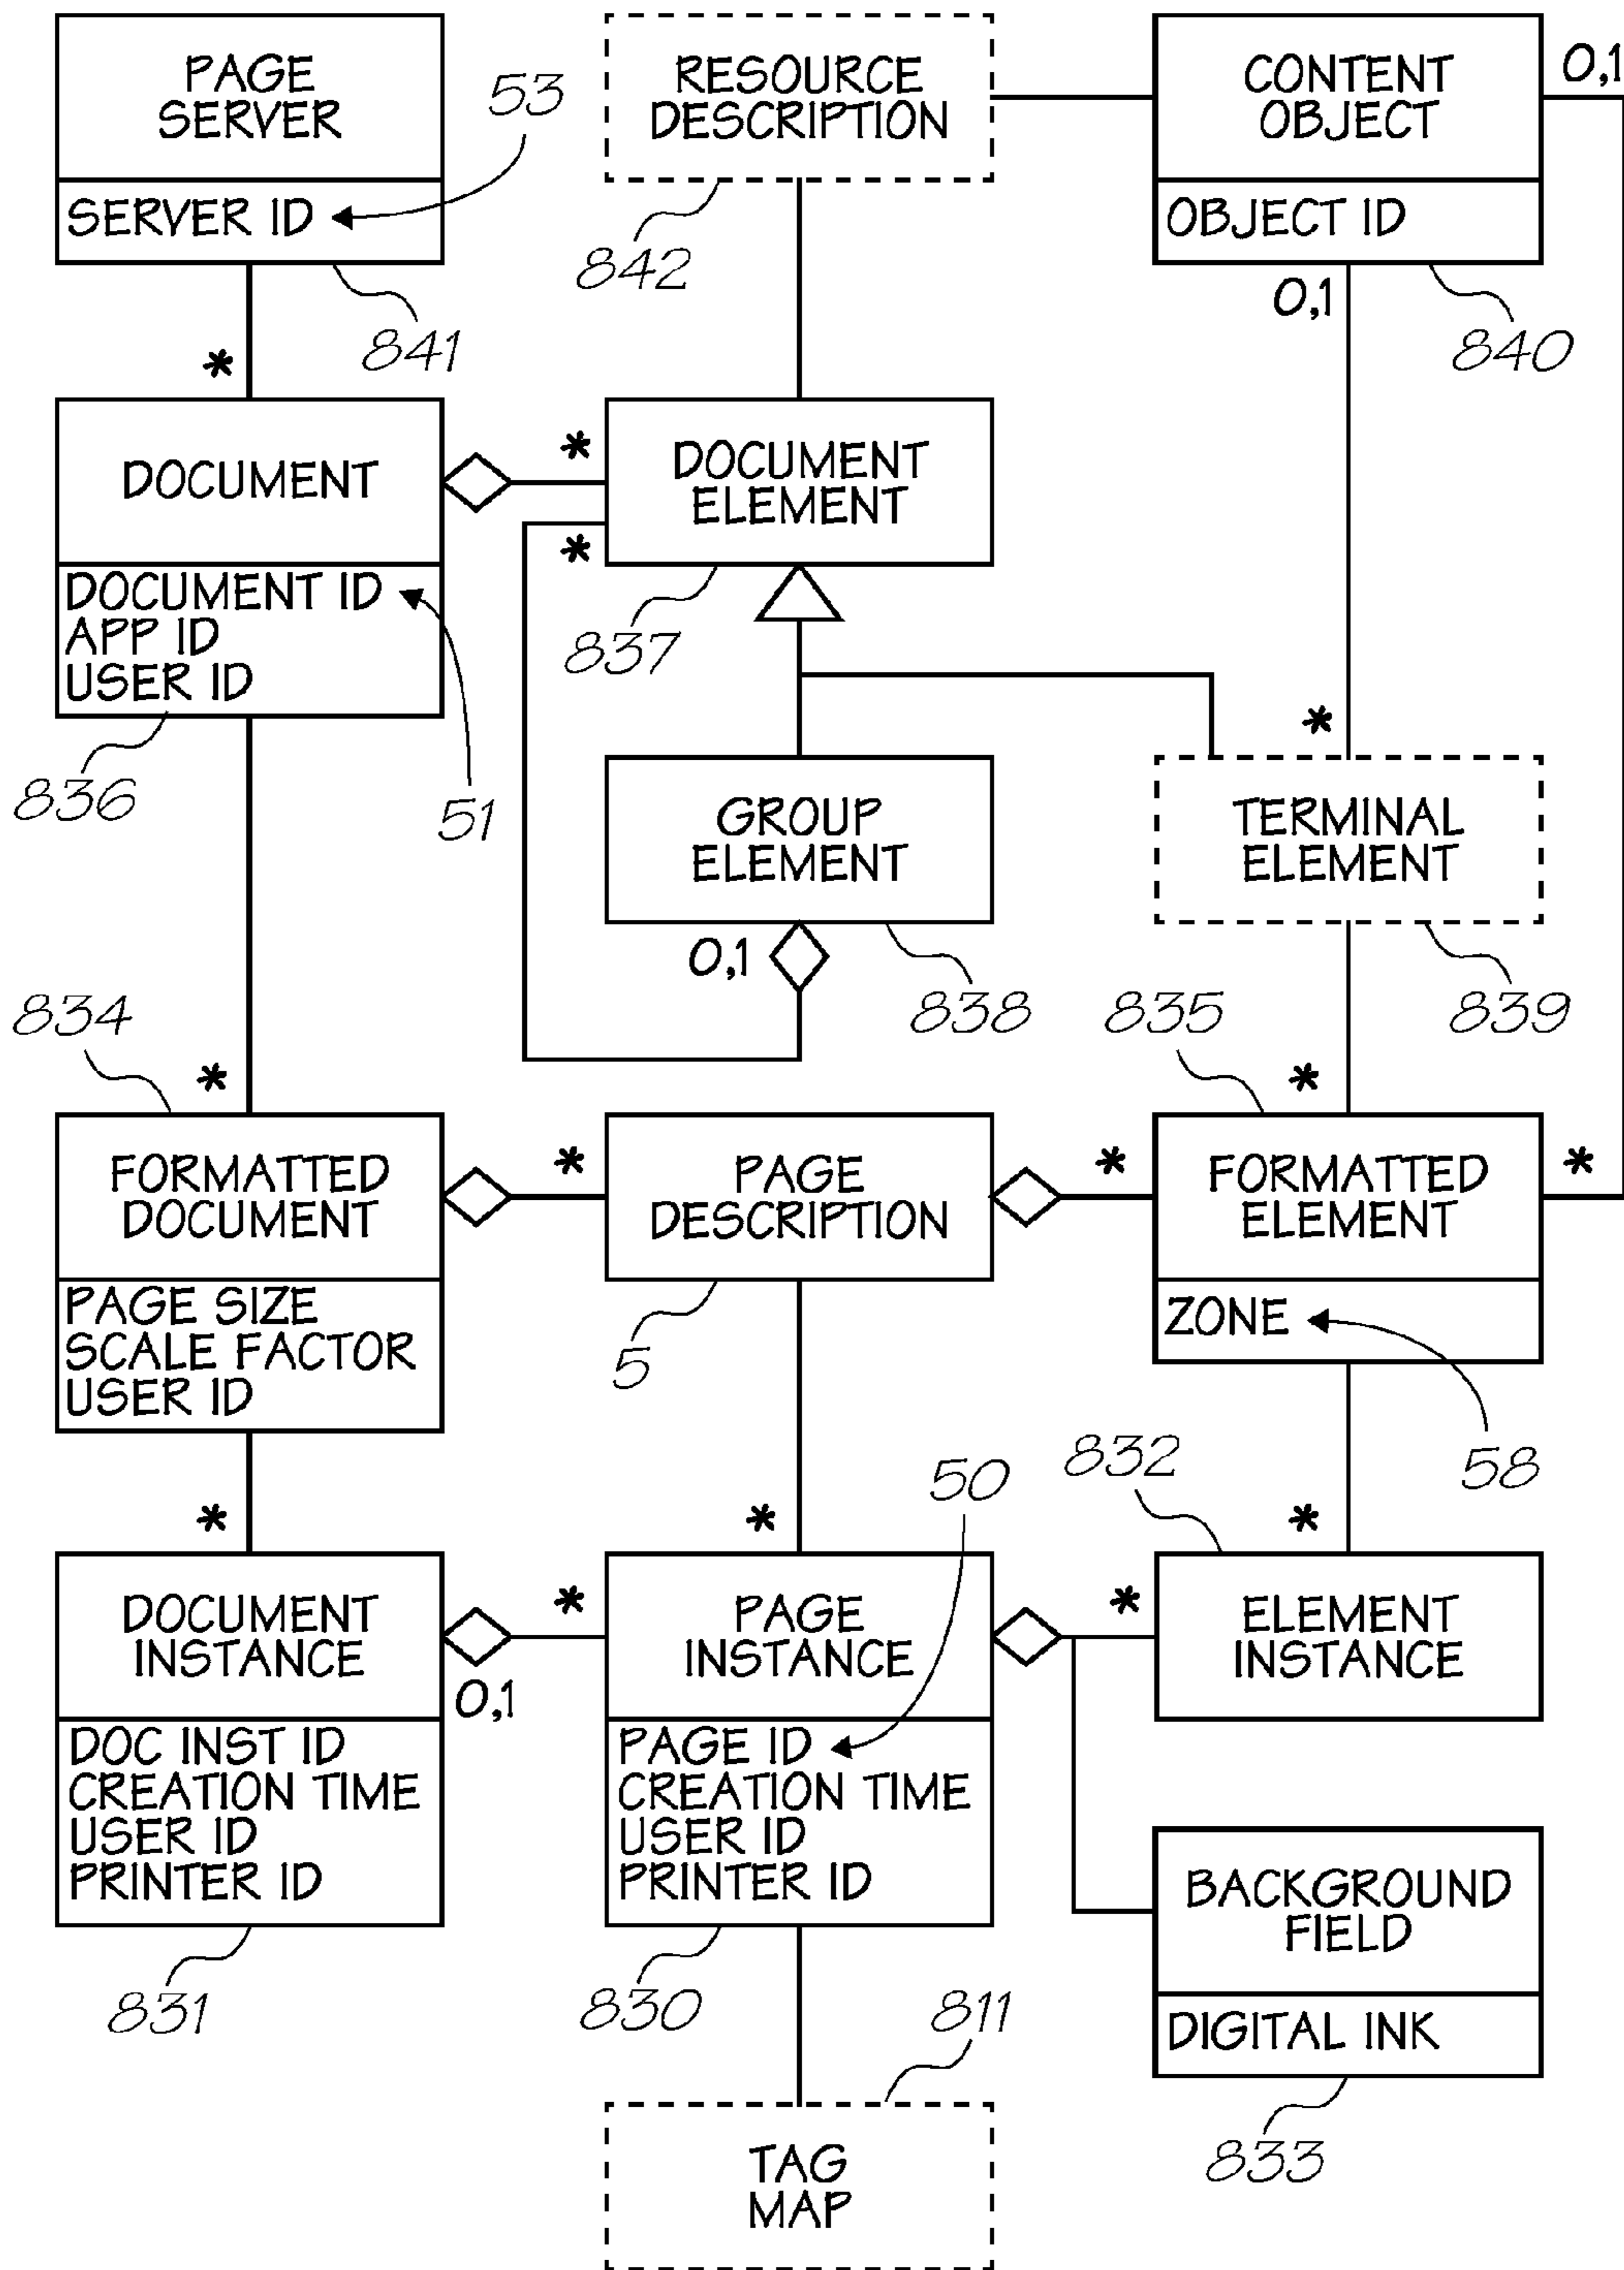 PAGE
SERVER
SERVER ID
53
841
RESOURCE
DESCRIPTION
842
CONTENT
OBJECT
OBJECT ID
0,1
0,1
840
*
DOCUMENT
DOCUMENT ID
APP ID
USER ID
836
51
*
*
DOCUMENT
ELEMENT
837
GROUP
ELEMENT
0,1
838
*
TERMINAL
ELEMENT
839
834
*
FORMATTED
DOCUMENT
PAGE SIZE
SCALE FACTOR
USER ID
*
PAGE
DESCRIPTION
5
835
*
*
FORMATTED
ELEMENT
*
ZONE
58
*
DOCUMENT
INSTANCE
0,1
DOC INST ID
CREATION TIME
USER ID
PRINTER ID
831
*
*
50
PAGE
INSTANCE
PAGE ID
CREATION TIME
USER ID
PRINTER ID
830
832
*
*
ELEMENT
INSTANCE
BACKGROUND
FIELD
DIGITAL INK
833
811
TAG
MAP